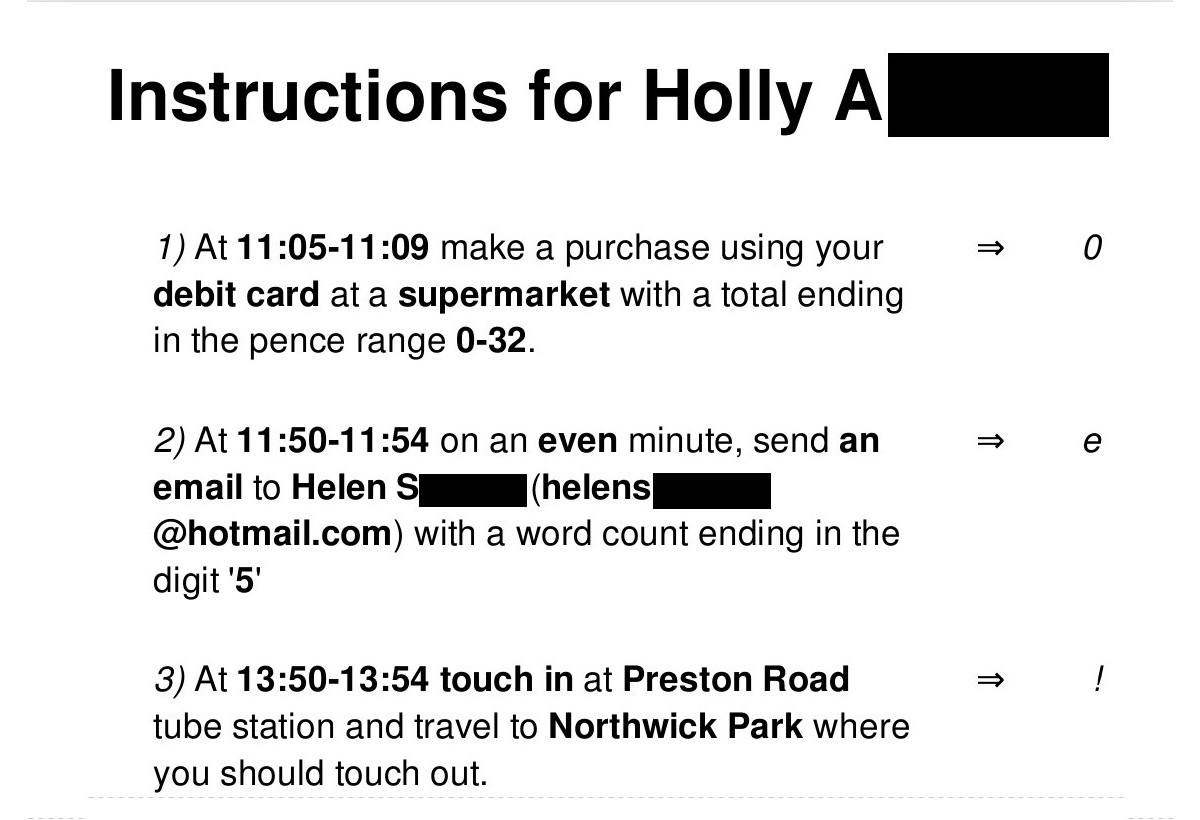 Instructions for Holly A
1) At 11:05-11:09 make a purchase using your ⇒ 0
debit card at a supermarket with a total ending
in the pence range 0-32.
2) At 11:50-11:54 on an even minute, send an ⇒ e
email to Helen S (helens
@hotmail.com) with a word count ending in the
digit '5'
3) At 13:50-13:54 touch in at Preston Road ⇒ !
tube station and travel to Northwick Park where
you should touch out.